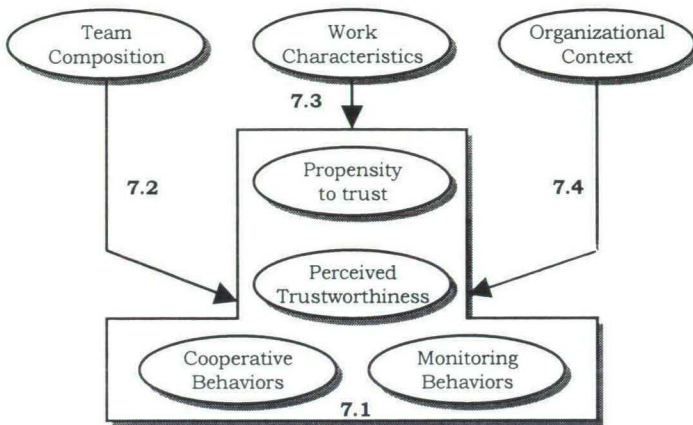 Team
Composition
Work
Characteristics
Organizational
Context
7.3
7.2
Propensity
to trust
7.4
Perceived
Trustworthiness
Cooperative
Behaviors
Monitoring
Behaviors
7.1